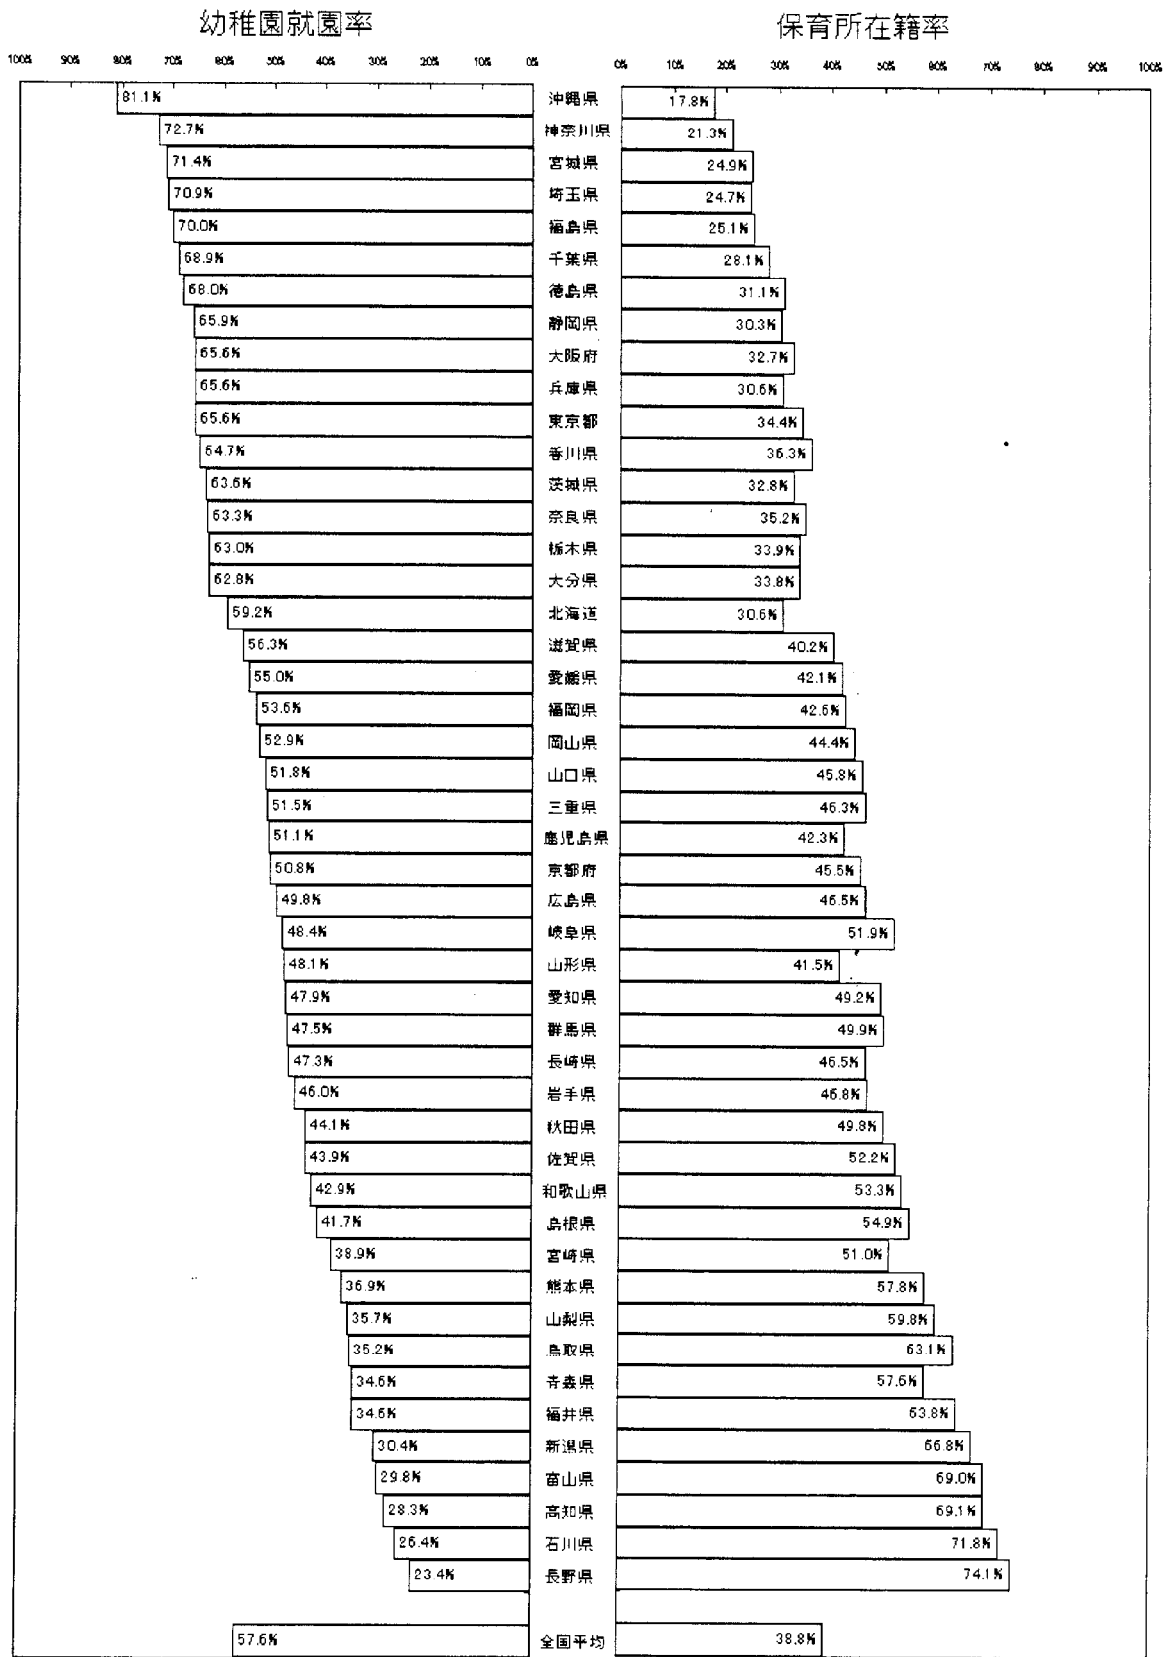 幼稚園就園率 保育所在籍率
100% 90% 80% 70% 60% 50% 40% 30% 20% 10% 0% 0% 10% 20% 30% 40% 50% 60% 70% 80% 90% 100%
81.1% 沖縄県 17.8%
72.7% 神奈川県 21.3%
71.4% 宮城県 24.9%
70.9% 埼玉県 24.7%
70.0% 福島県 25.1%
68.9% 千葉県 28.1%
68.0% 徳島県 31.1%
65.9% 静岡県 30.3%
65.6% 大阪府 32.7%
65.6% 兵庫県 30.6%
65.6% 東京都 34.4%
64.7% 香川県 36.3%
63.6% 茨城県 32.8%
63.3% 奈良県 35.2%
63.0% 栃木県 33.9%
62.8% 大分県 33.8%
59.2% 北海道 30.6%
56.3% 滋賀県 40.2%
55.0% 愛媛県 42.1%
53.6% 福岡県 42.6%
52.9% 岡山県 44.4%
51.8% 山口県 45.8%
51.5% 三重県 46.3%
51.1% 鹿児島県 42.3%
50.8% 京都府 45.5%
49.8% 広島県 46.5%
48.4% 岐阜県 51.9%
48.1% 山形県 41.5%
47.9% 愛知県 49.2%
47.5% 群馬県 49.9%
47.3% 長崎県 46.5%
46.0% 岩手県 46.8%
44.1% 秋田県 49.8%
43.9% 佐賀県 52.2%
42.9% 和歌山県 53.3%
41.7% 島根県 54.9%
38.9% 宮崎県 51.0%
36.9% 熊本県 57.8%
35.7% 山梨県 59.8%
35.2% 鳥取県 63.1%
34.6% 青森県 57.6%
34.6% 福井県 63.8%
30.4% 新潟県 66.8%
29.8% 富山県 69.0%
28.3% 高知県 69.1%
26.4% 石川県 71.8%
23.4% 長野県 74.1%
57.6% 全国平均 38.8%